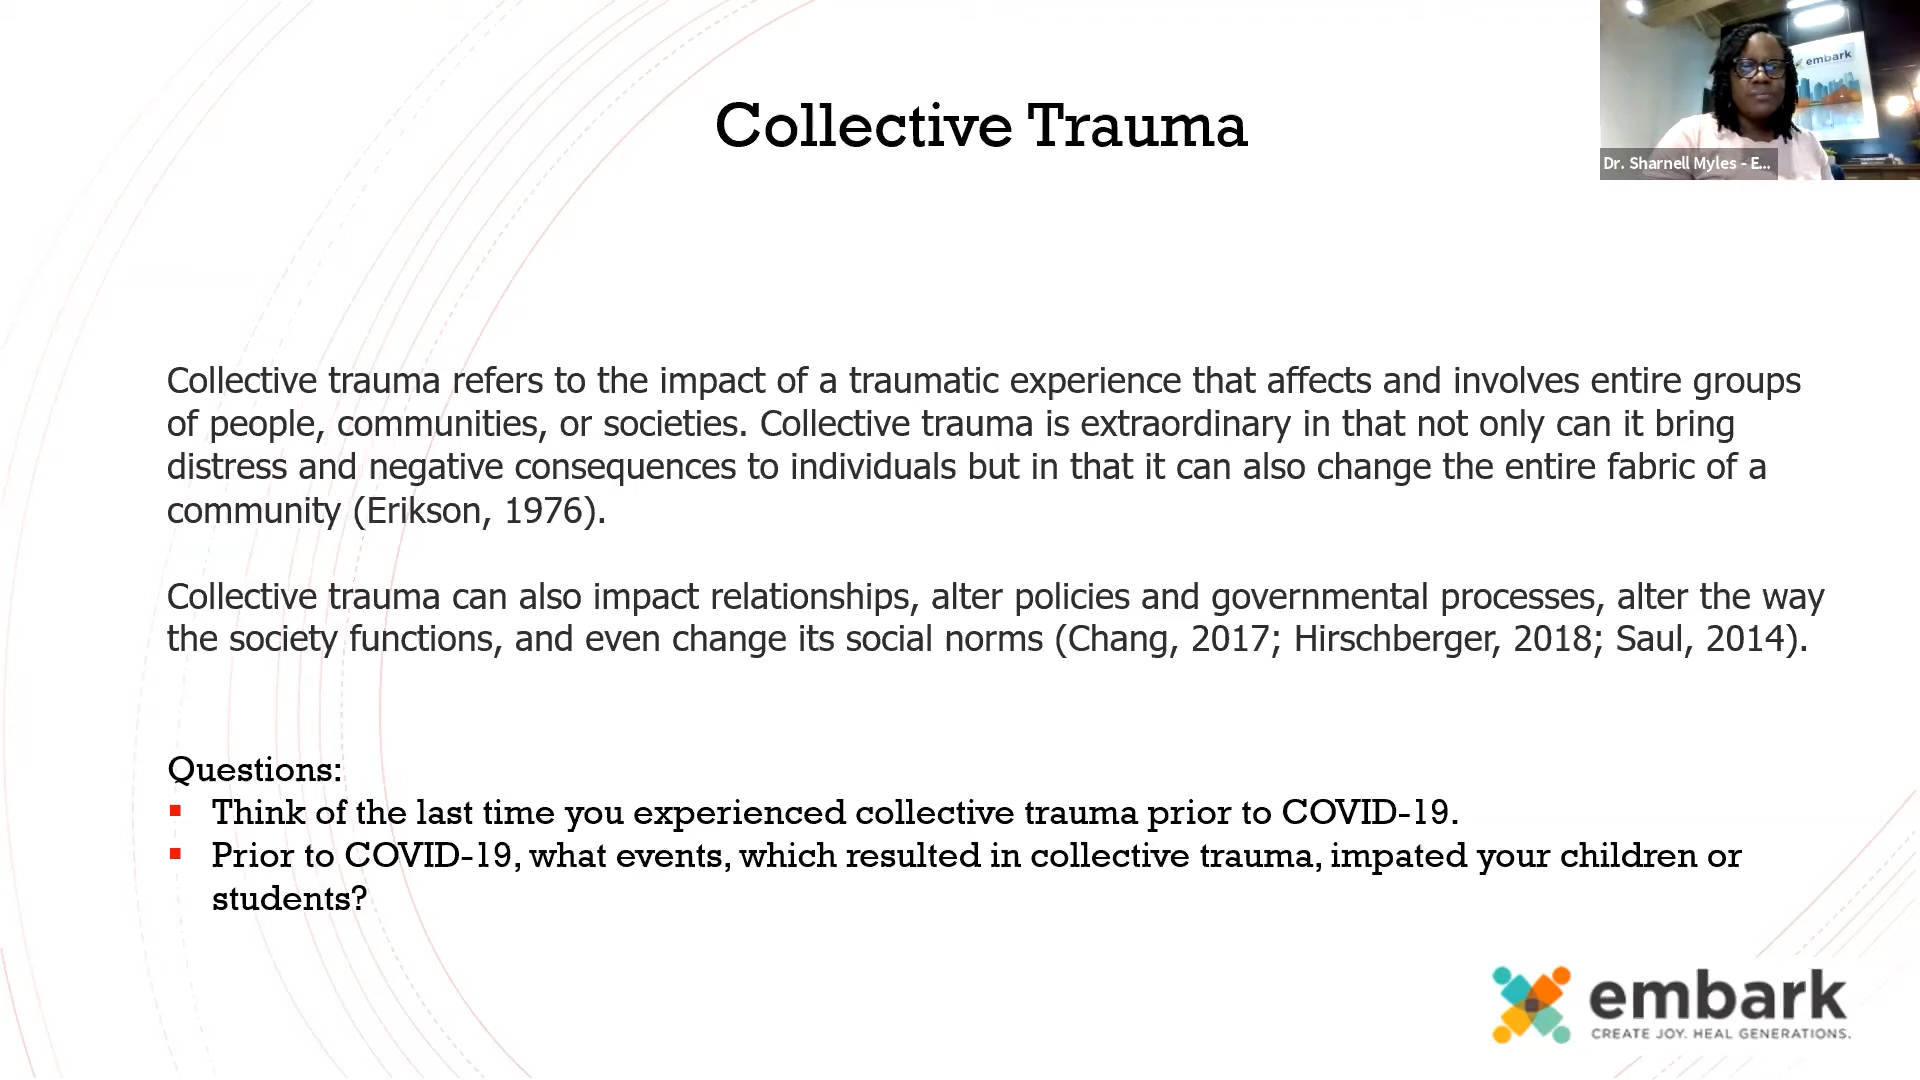 Collective Trauma
embark
Dr. Sharnell Myles - E...
Collective trauma refers to the impact of a traumatic experience that affects and involves entire groups
of people, communities, or societies. Collective trauma is extraordinary in that not only can it bring
distress and negative consequences to individuals but in that it can also change the entire fabric of a
community (Erikson, 1976).
Collective trauma can also impact relationships, alter policies and governmental processes, alter the way
the society functions, and even change its social norms (Chang, 2017; Hirschberger, 2018; Saul, 2014).
Questions:
▪ Think of the last time you experienced collective trauma prior to COVID-19.
▪ Prior to COVID-19, what events, which resulted in collective trauma, impated your children or
students?
embark
CREATE JOY. HEAL GENERATIONS.